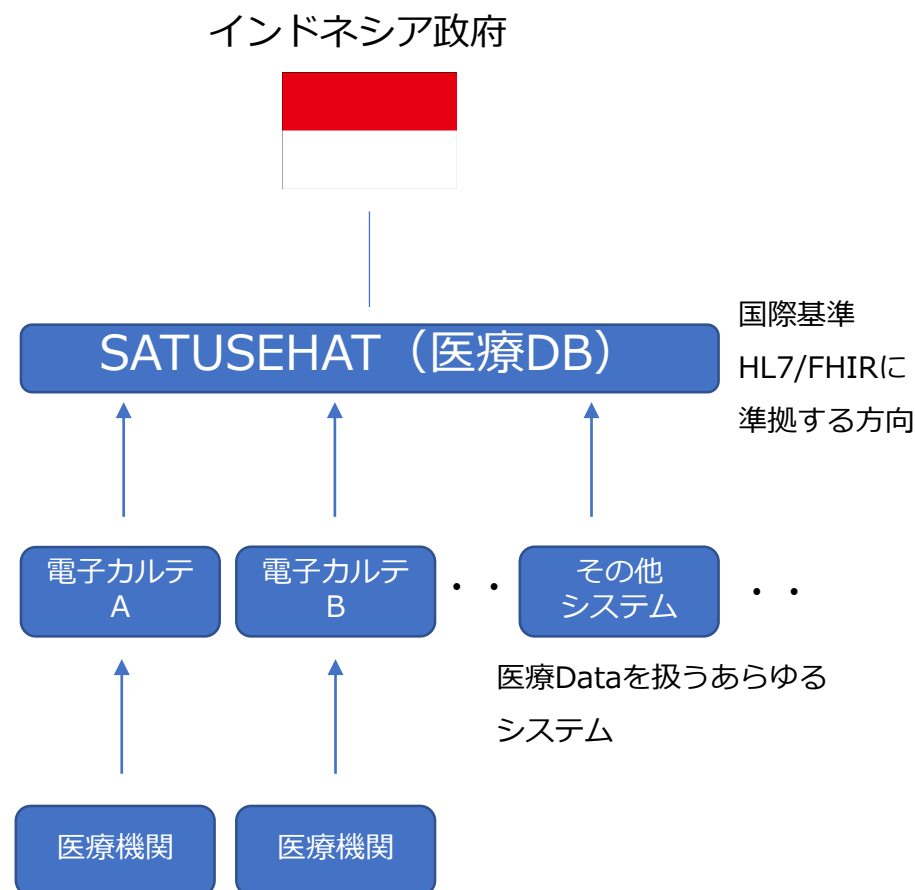 インドネシア政府
SATUSEHAT（医療DB）
国際基準
HL7/FHIRに
準拠する方向
電子カルテ
A
電子カルテ
B
・・
その他
システム
・・
医療Dataを扱うあらゆる
システム
医療機関
医療機関